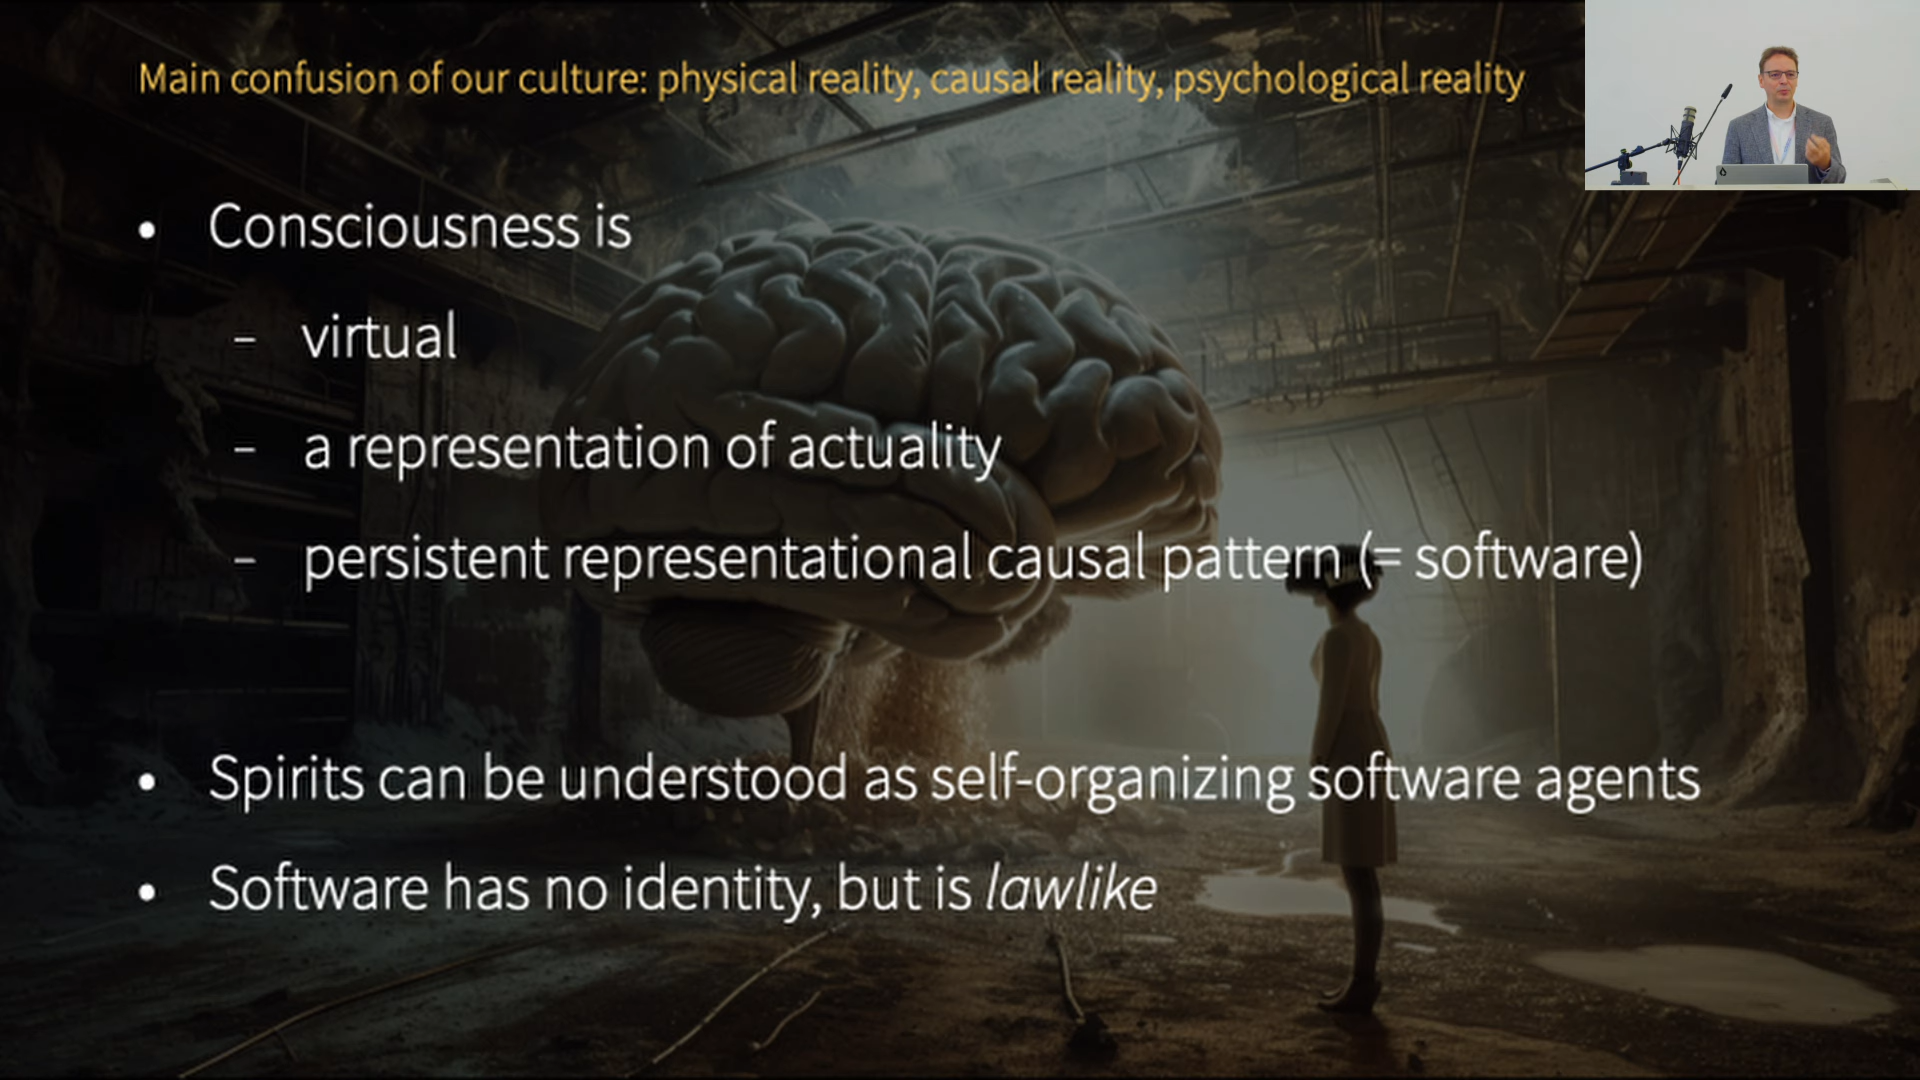 Main confusion of our culture: physical reality, causal reality, psychological reality
• Consciousness is
– virtual
– a representation of actuality
– persistent representational causal pattern (= software)
• Spirits can be understood as self-organizing software agents
• Software has no identity, but is lawlike